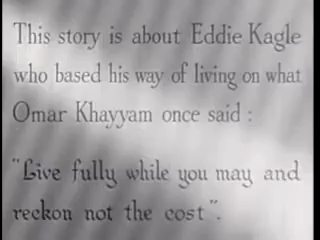 This story is about Eddie Kagle
who based his way of living on what
Omar Khayyam once said :
"Live fully while you may and
reckon not the cost".